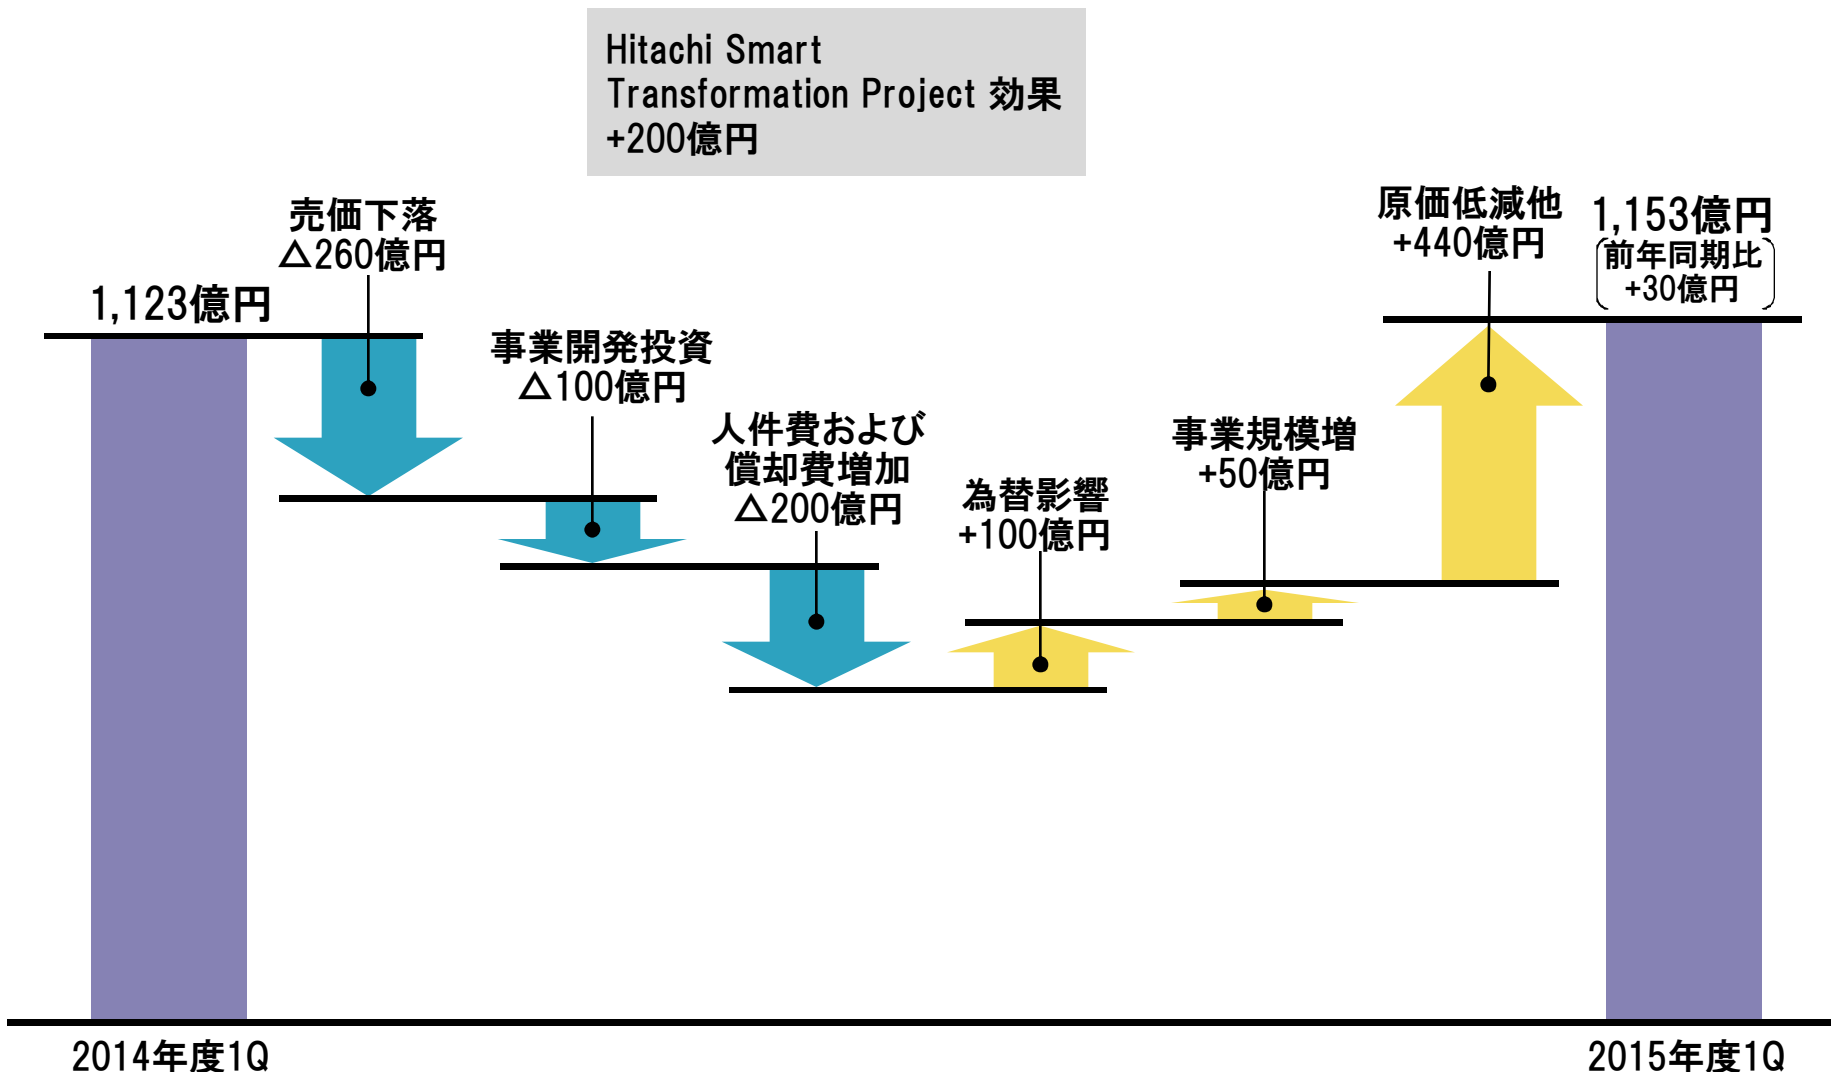 Hitachi Smart
Transformation Project 効果
+200億円
1,123億円
売価下落
△260億円
事業開発投資
△100億円
人件費および
償却費増加
△200億円
為替影響
+100億円
事業規模増
+50億円
原価低減他
+440億円
1,153億円
前年同期比
+30億円
2014年度1Q
2015年度1Q